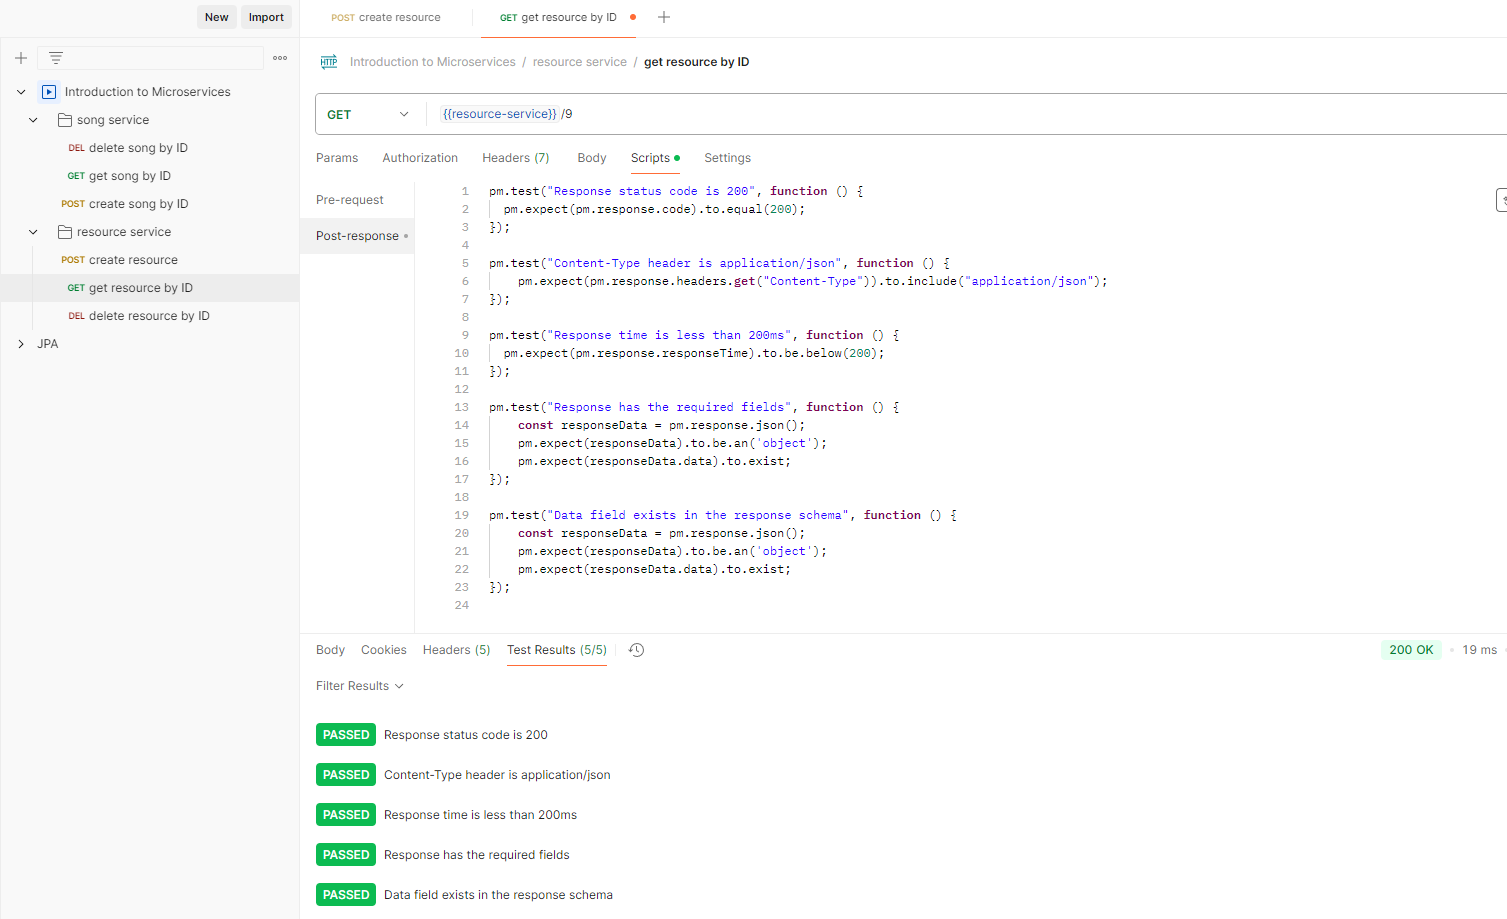 New Import
Introduction to Microservices
song service
DEL delete song by ID
GET get song by ID
POST create song by ID
resource service
POST create resource
GET get resource by ID
DEL delete resource by ID
JPA
POST create resource GET get resource by ID
HTTP Introduction to Microservices / resource service / get resource by ID
GET {{resource-service}} /9
Params Authorization Headers (7) Body Scripts Settings
Pre-request
Post-response
1 pm.test("Response status code is 200", function () {
2 pm.expect(pm.response.code).to.equal(200);
3 });
4
5 pm.test("Content-Type header is application/json", function () {
6 pm.expect(pm.response.headers.get("Content-Type")).to.include("application/json");
7 });
8
9 pm.test("Response time is less than 200ms", function () {
10 pm.expect(pm.response.responseTime).to.be.below(200);
11 });
12
13 pm.test("Response has the required fields", function () {
14 const responseData = pm.response.json();
15 pm.expect(responseData).to.be.an('object');
16 pm.expect(responseData.data).to.exist;
17 });
18
19 pm.test("Data field exists in the response schema", function () {
20 const responseData = pm.response.json();
21 pm.expect(responseData).to.be.an('object');
22 pm.expect(responseData.data).to.exist;
23 });
24
Body Cookies Headers (5) Test Results (5/5) 200 OK 19 ms
Filter Results
PASSED Response status code is 200
PASSED Content-Type header is application/json
PASSED Response time is less than 200ms
PASSED Response has the required fields
PASSED Data field exists in the response schema